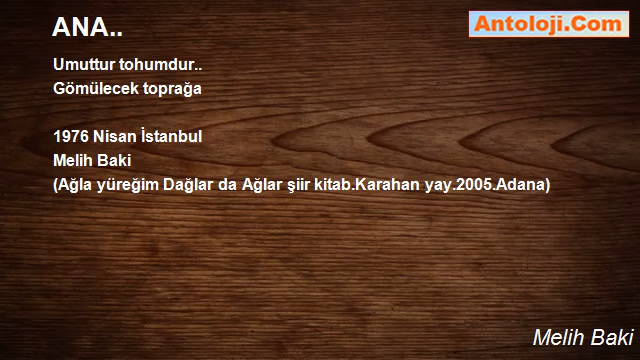 ANA..
Antoloji.Com
Umuttur tohumdur..
Gömülecek toprağa
1976 Nisan İstanbul
Melih Baki
(Ağla yüreğim Dağlar da Ağlar şiir kitab.Karahan yay.2005.Adana)
Melih Baki